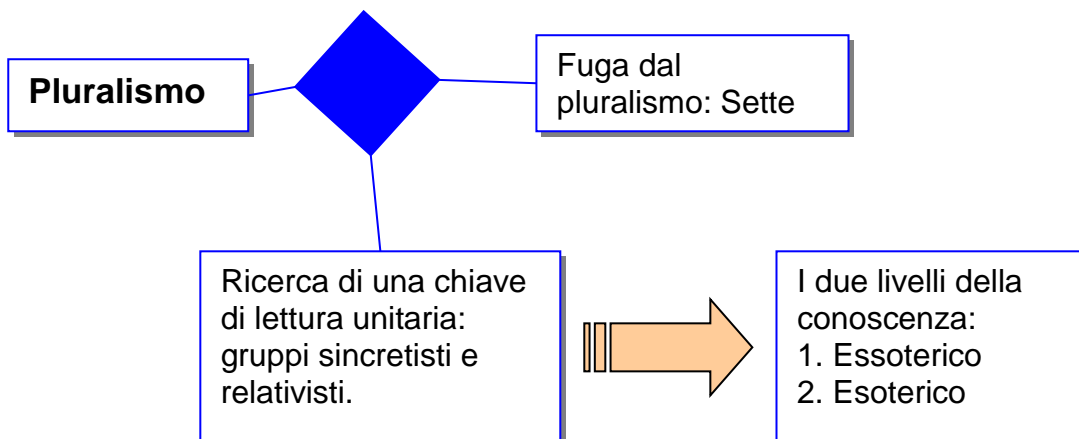 Pluralismo
Fuga dal
pluralismo: Sette
Ricerca di una chiave
di lettura unitaria:
gruppi sincretisti e
relativisti.
I due livelli della
conoscenza:
1. Essoterico
2. Esoterico